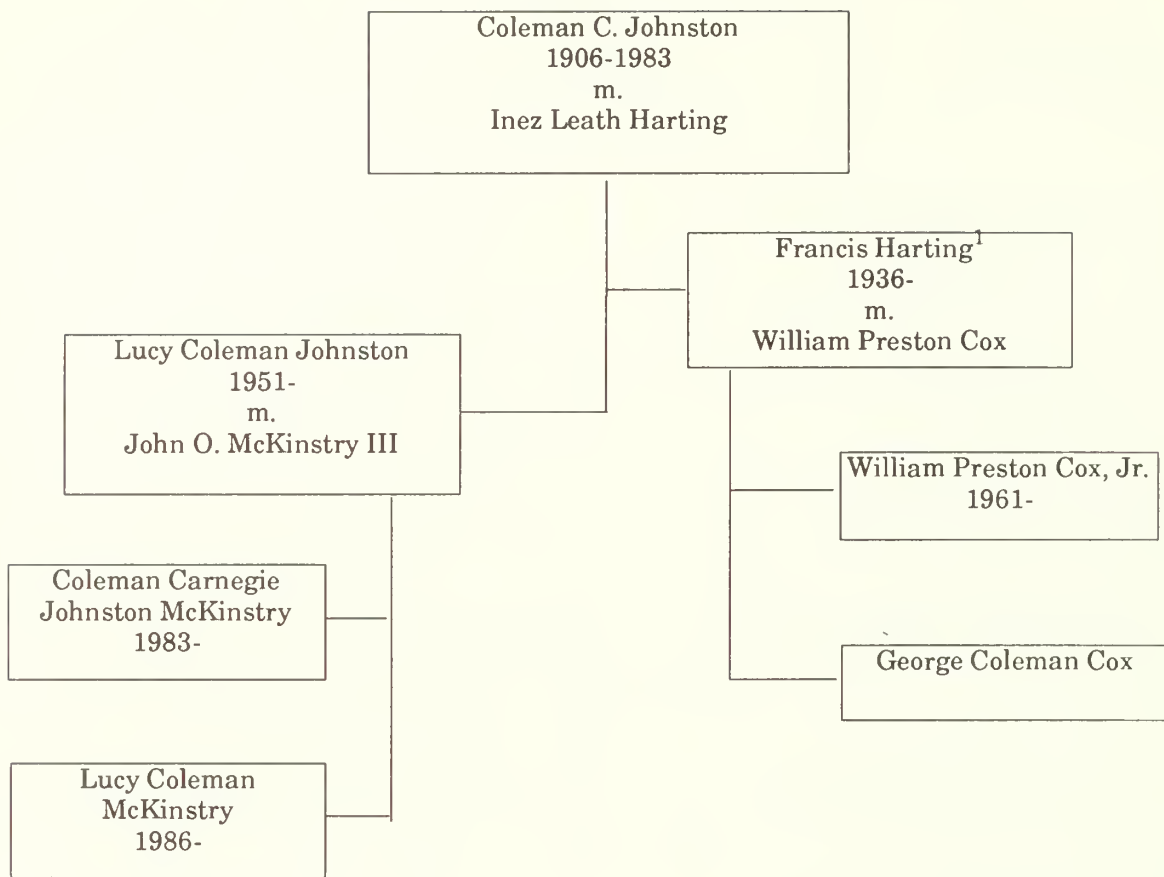 Coleman C. Johnston
1906-1983
m.
Inez Leath Harting
Francis Harting¹
1936-
m.
William Preston Cox
Lucy Coleman Johnston
1951-
m.
John O. McKinstry III
William Preston Cox, Jr.
1961-
Coleman Carnegie
Johnston McKinstry
1983-
George Coleman Cox
Lucy Coleman
McKinstry
1986-